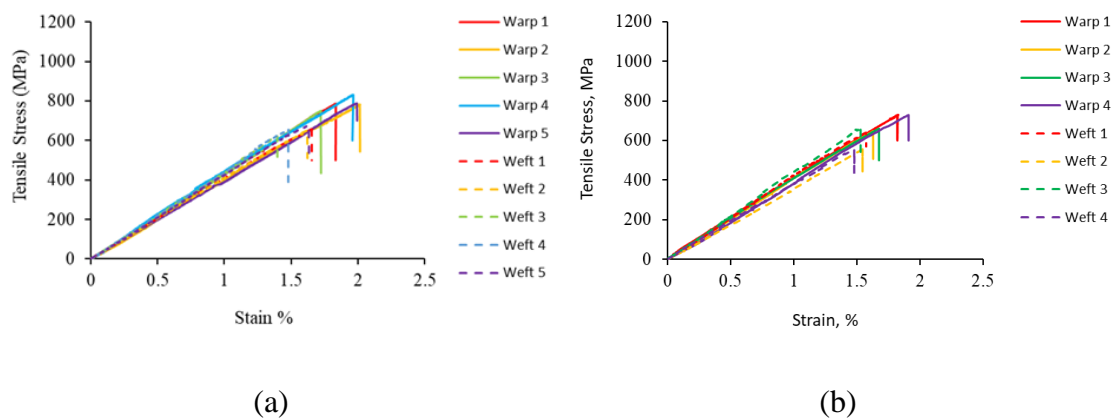 1200
1000
800
600
400
200
0
Tensile Stress (MPa)
0 0.5 1 1.5 2 2.5
Stain %
Warp 1
Warp 2
Warp 3
Warp 4
Warp 5
Weft 1
Weft 2
Weft 3
Weft 4
Weft 5
(a)
1200
1000
800
600
400
200
0
Tensile Stress, MPa
0 0.5 1 1.5 2 2.5
Strain, %
Warp 1
Warp 2
Warp 3
Warp 4
Weft 1
Weft 2
Weft 3
Weft 4
(b)